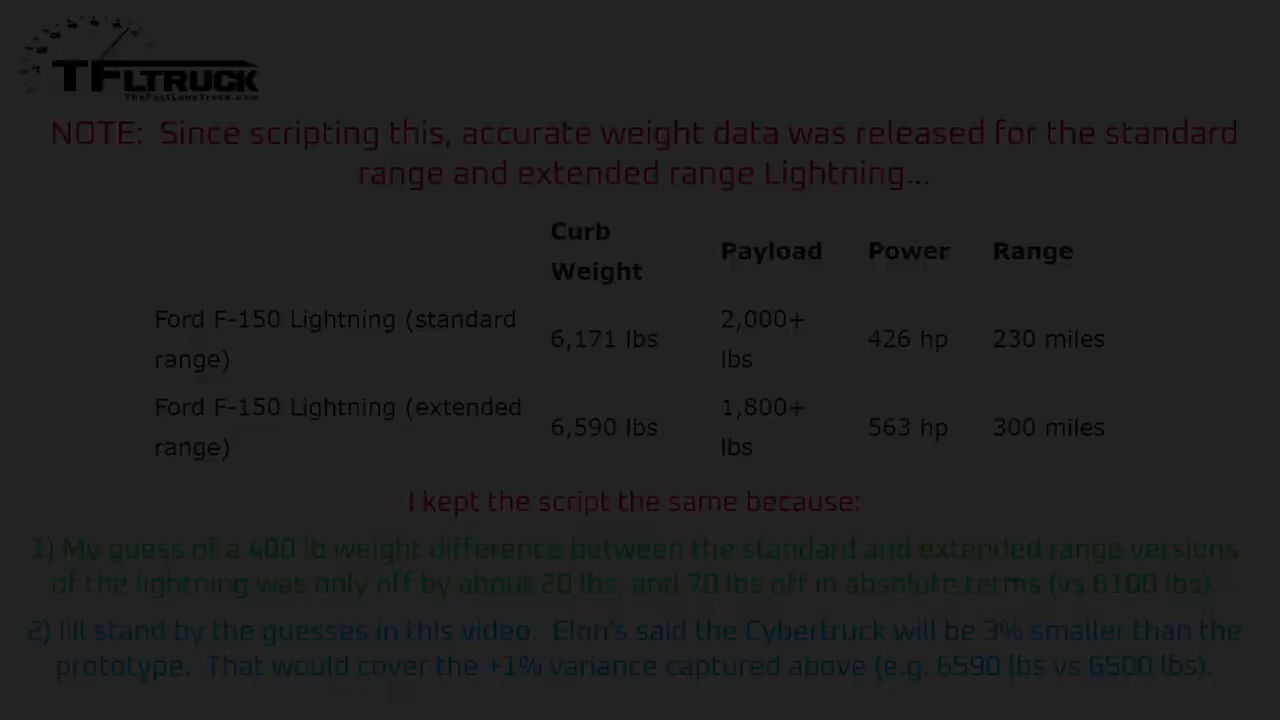 TFLTRUCK
TheFastLaneTruck.com
NOTE: Since scripting this, accurate weight data was released for the standard
range and extended range Lightning...
Curb
Weight
Payload
Power
Range
Ford F-150 Lightning (standard
range)
6,171 lbs
2,000+
lbs
426 hp
230 miles
Ford F-150 Lightning (extended
range)
6,590 lbs
1,800+
lbs
563 hp
300 miles
I kept the script the same because:
1) My guess of a 400 lb weight difference between the standard and extended range versions
of the lightning was only off by about 20 lbs, and 70 lbs off in absolute terms (vs 6100 lbs).
2) I'll stand by the guesses in this video. Elon's said the Cybertruck will be 3% smaller than the
prototype. That would cover the +1% variance captured above (e.g. 6590 lbs vs 6500 lbs).